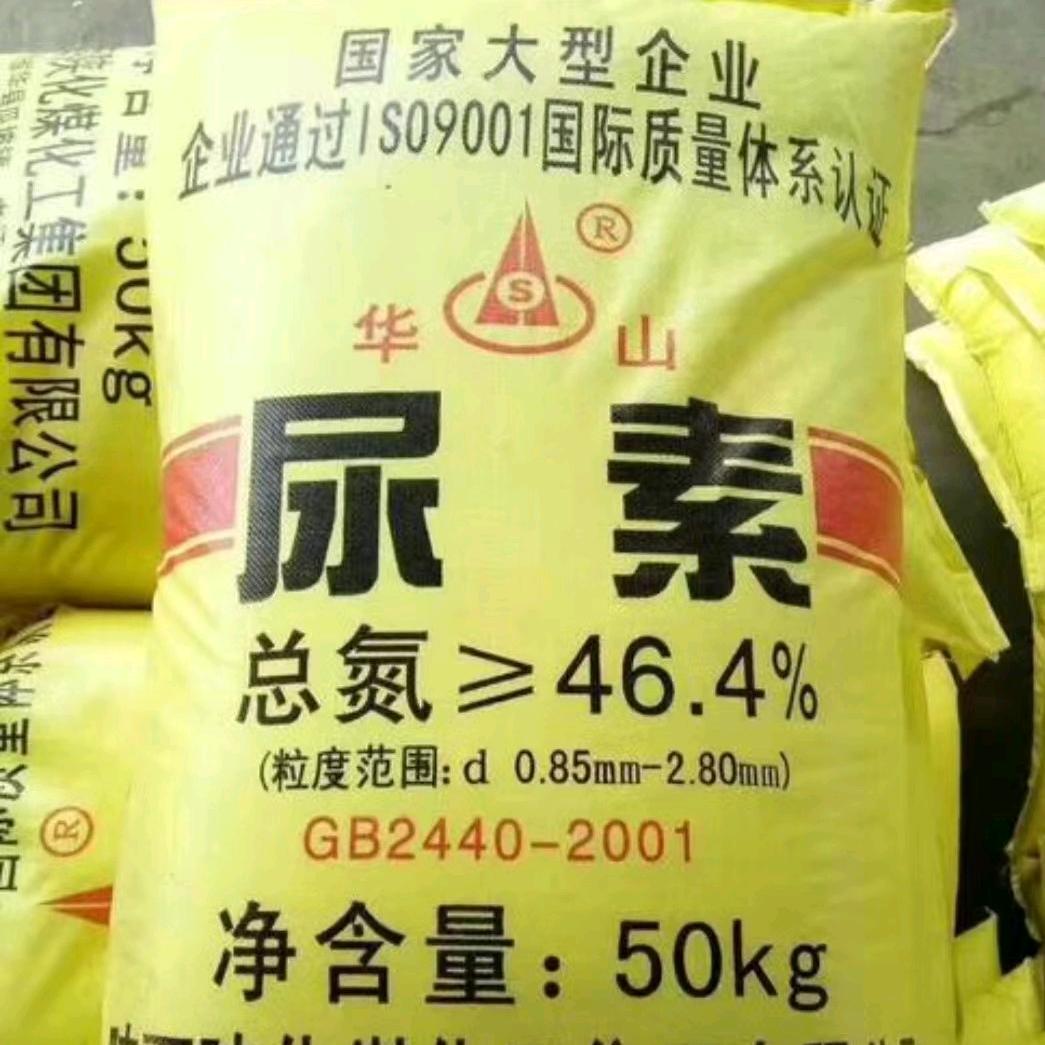 国家大型企业
企业通过ISO9001国际质量体系认证
®
S
华山
尿素
总氮≥46.4%
(粒度范围:d 0.85mm-2.80mm)
GB2440-2001
净含量:50kg
化煤化工集团有限公司
50kg
®